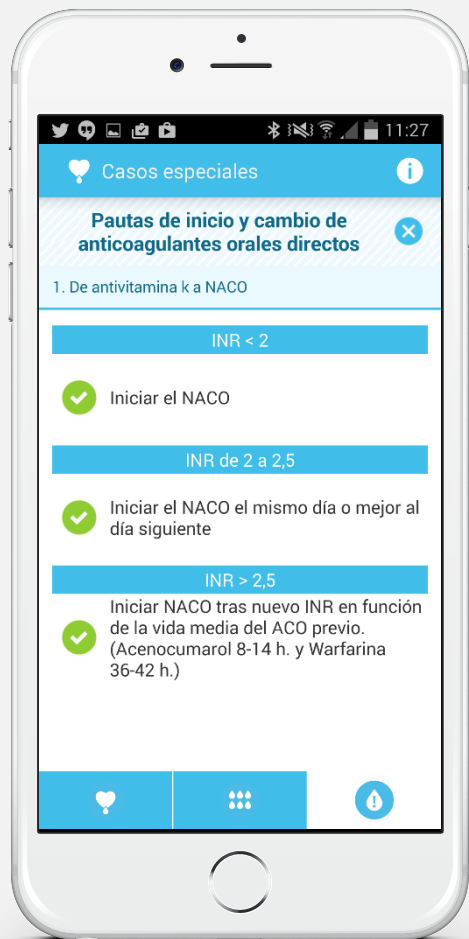 11:27
Casos especiales
i
Pautas de inicio y cambio de
anticoagulantes orales directos
1. De antivitamina k a NACO
INR < 2
Iniciar el NACO
INR de 2 a 2,5
Iniciar el NACO el mismo día o mejor al
día siguiente
INR > 2,5
Iniciar NACO tras nuevo INR en función
de la vida media del ACO previo.
(Acenocumarol 8-14 h. y Warfarina
36-42 h.)